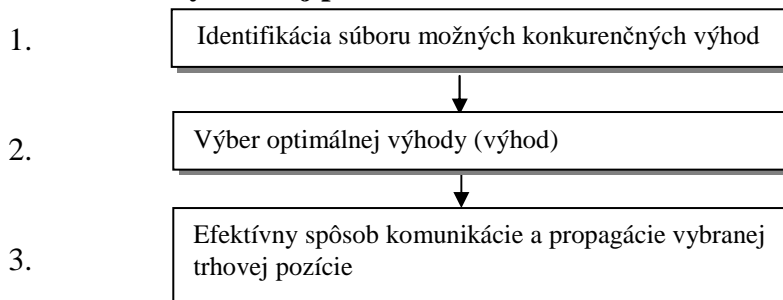 1. Identifikácia súboru možných konkurenčných výhod
2. Výber optimálnej výhody (výhod)
Efektívny spôsob komunikácie a propagácie vybranej
3. trhovej pozície